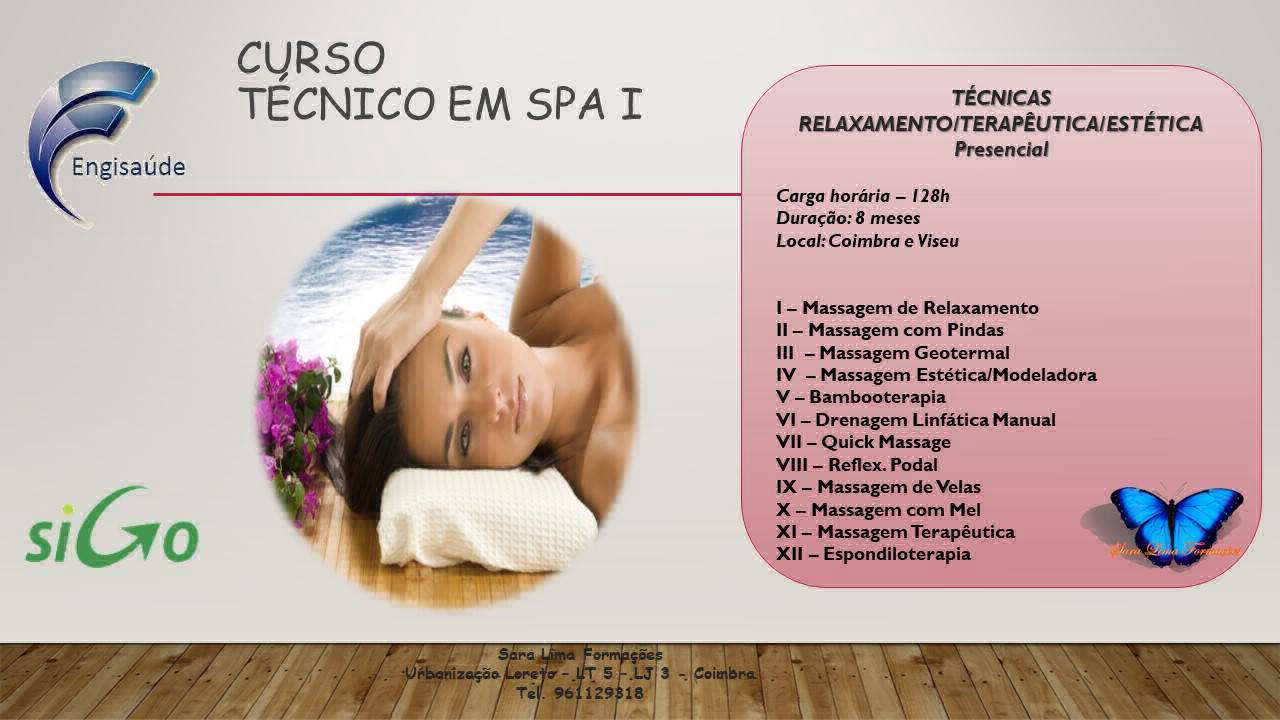 CURSO
TÉCNICO EM SPA I
Engisaúde
TÉCNICAS
RELAXAMENTO/TERAPÊUTICA/ESTÉTICA
Presencial
Carga horária – 128h
Duração: 8 meses
Local: Coimbra e Viseu
I – Massagem de Relaxamento
II – Massagem com Pindas
III – Massagem Geotermal
IV – Massagem Estética/Modeladora
V – Bambooterapia
VI – Drenagem Linfática Manual
VII – Quick Massage
VIII – Reflex. Podal
IX – Massagem de Velas
X – Massagem com Mel
XI – Massagem Terapêutica
XII – Espondiloterapia
Sara Lima Formações
siGo
Sara Lima Formações
Urbanização Loreto – LT 5 – LJ 3 – Coimbra
Tel. 961129318